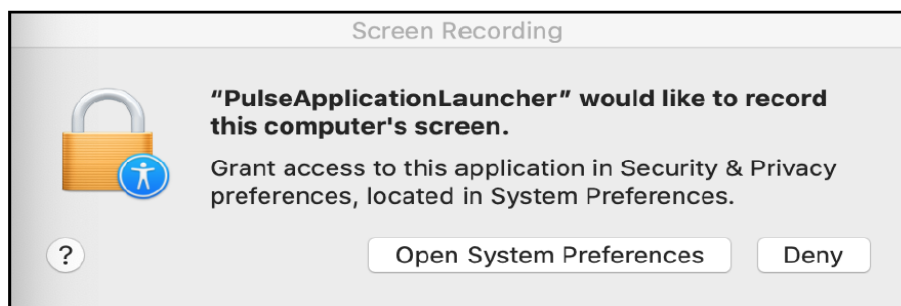 Screen Recording
“PulseApplicationLauncher” would like to record
this computer's screen.
Grant access to this application in Security & Privacy
preferences, located in System Preferences.
?
Open System Preferences
Deny